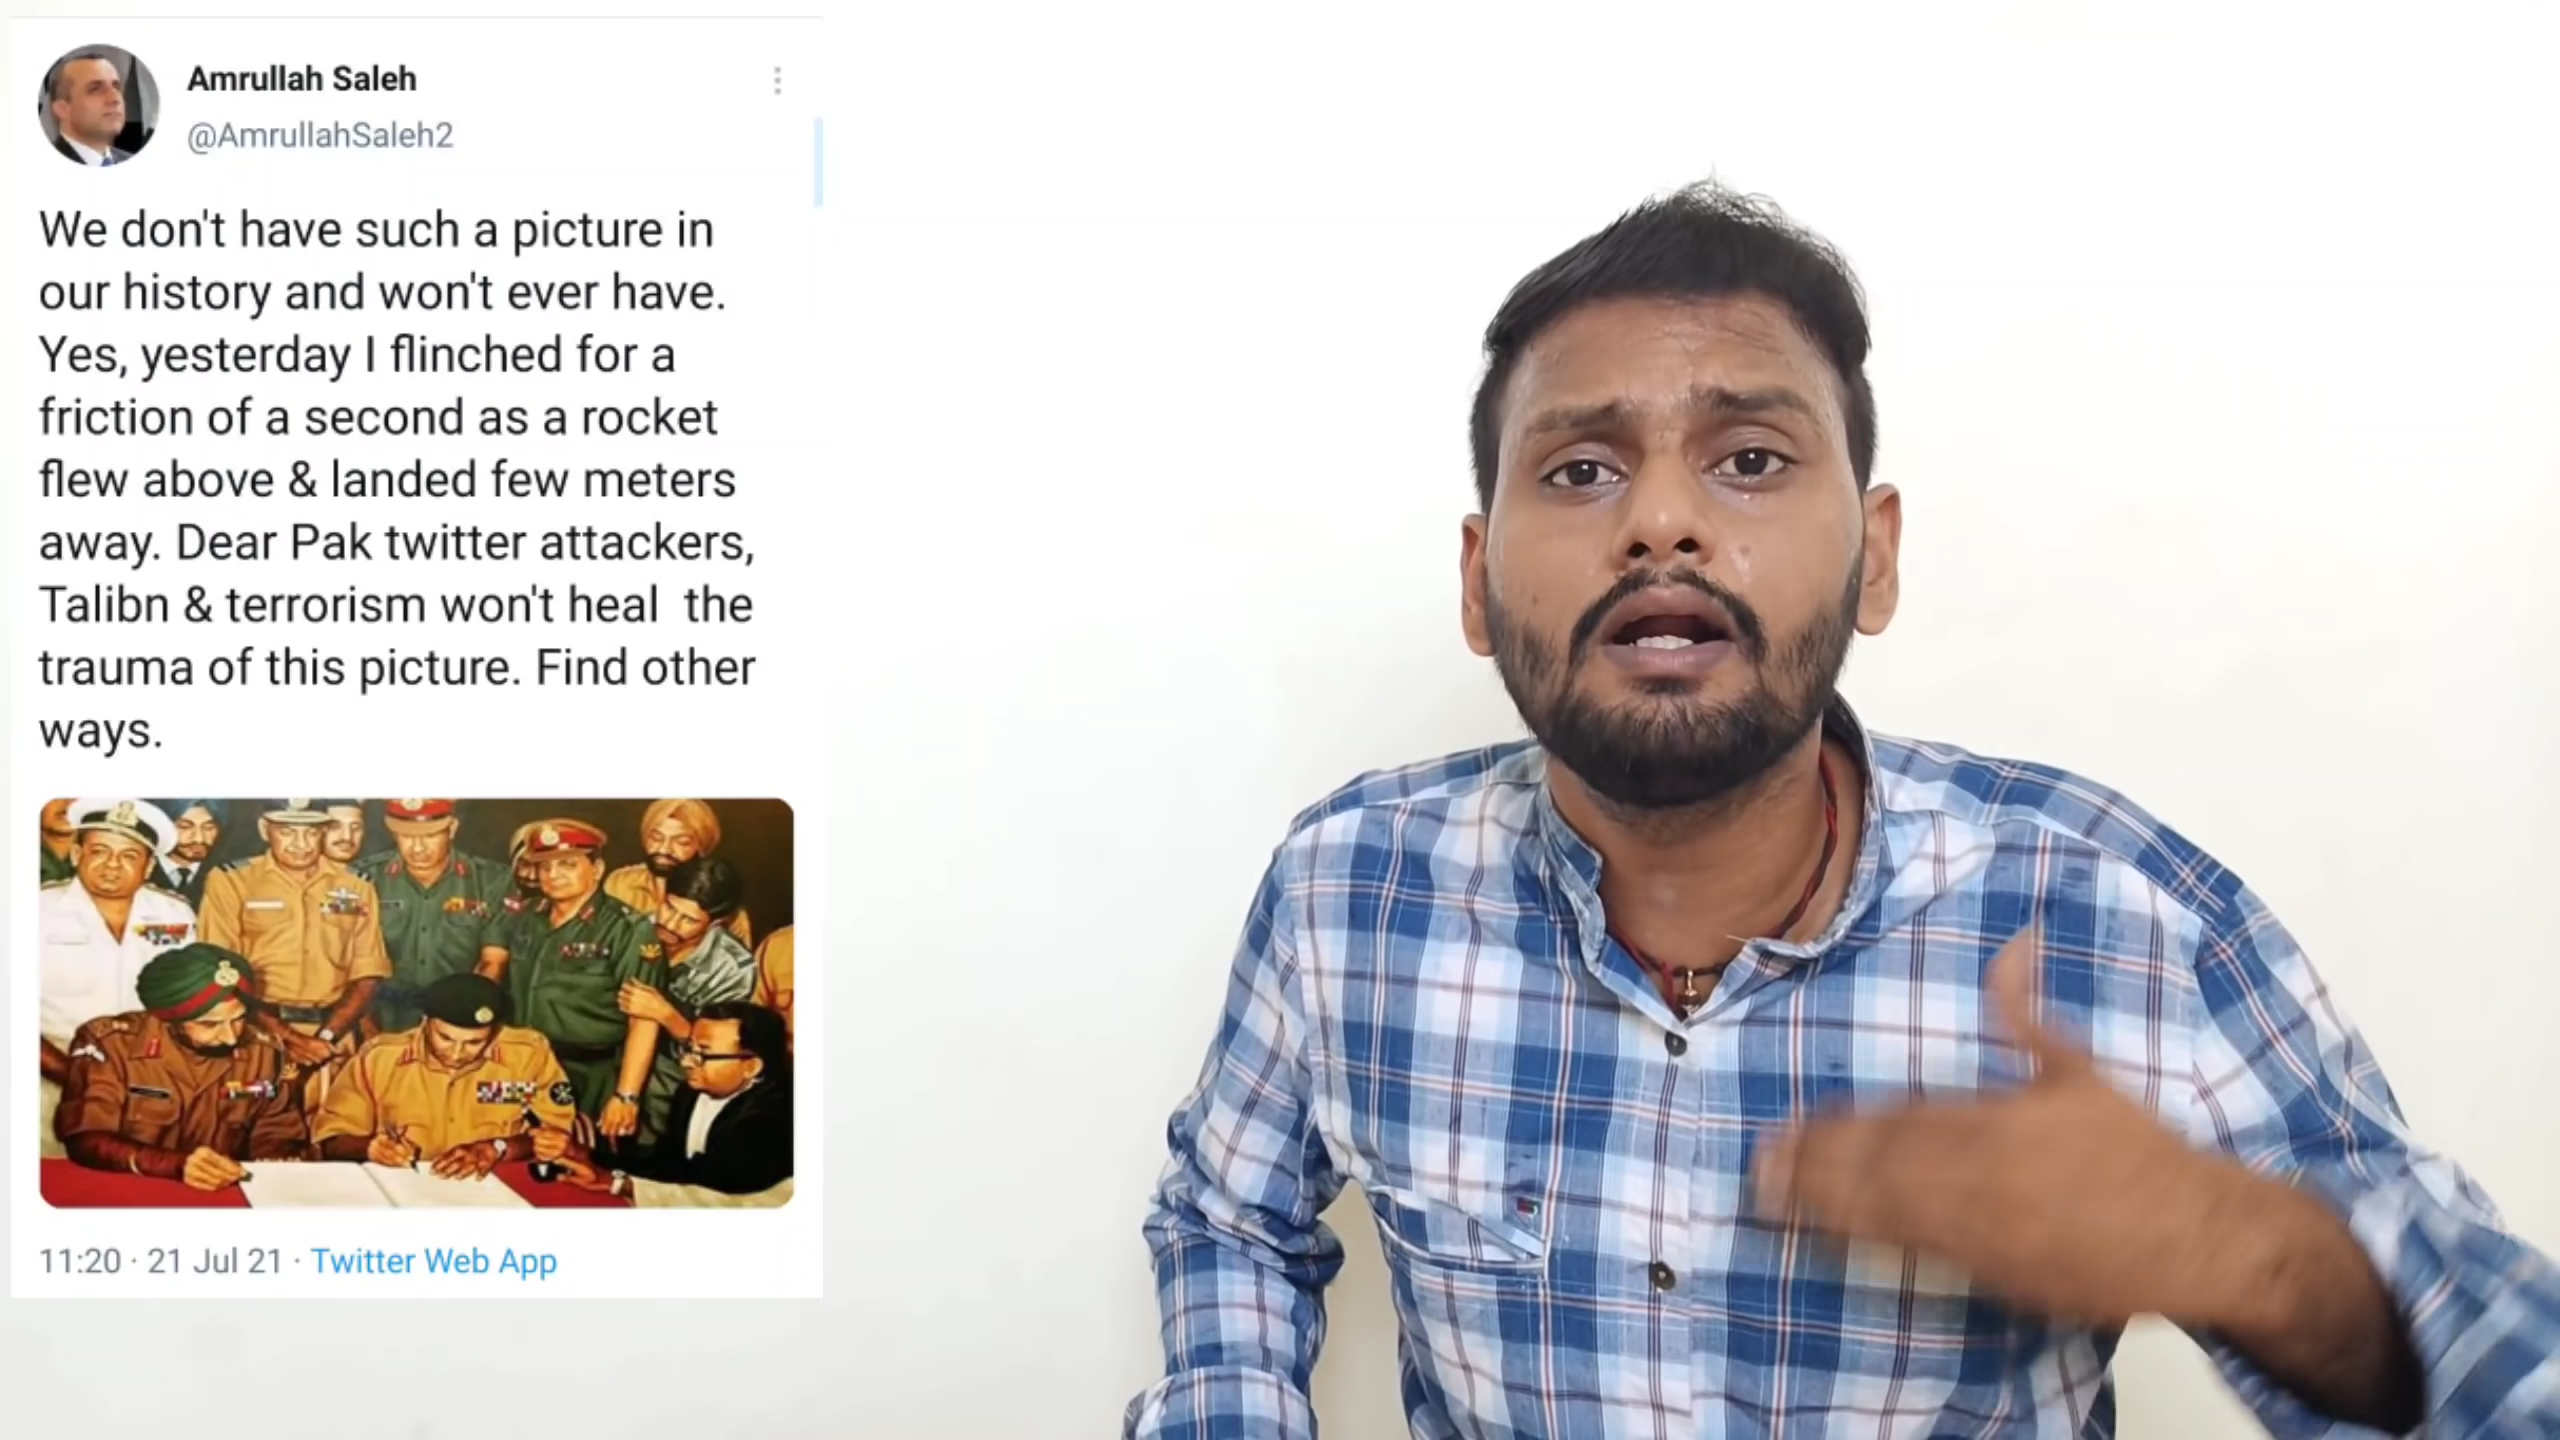 Amrullah Saleh
@AmrullahSaleh2
We don't have such a picture in
our history and won't ever have.
Yes, yesterday I flinched for a
friction of a second as a rocket
flew above & landed few meters
away. Dear Pak twitter attackers,
Talibn & terrorism won't heal  the
trauma of this picture. Find other
ways.
11:20 · 21 Jul 21 · Twitter Web App